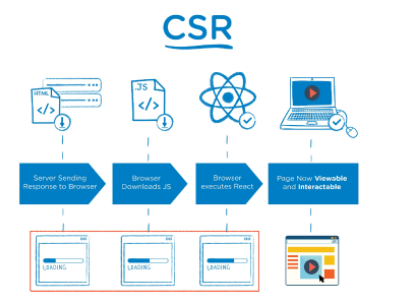 CSR
HTML
</>
.JS
</>
Server Sending
Response to Browser
Browser
Downloads JS
Browser
executes React
Page Now Viewable
and Interactable
LOADING
LOADING
LOADING